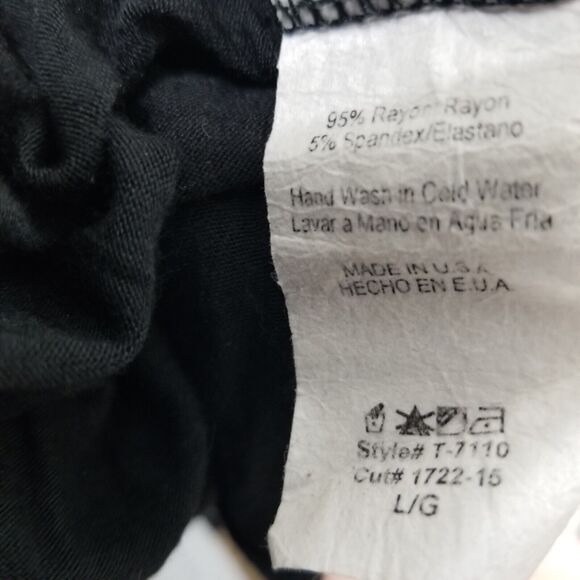 95% Rayon/Rayon
5% Spandex/Elastano
Hand Wash in Cold Water
Lavar a Mano en Agua Fria
MADE IN U.S.A
HECHO EN E.U.A.
Style# T-7110
Cut# 1722-15
L/G